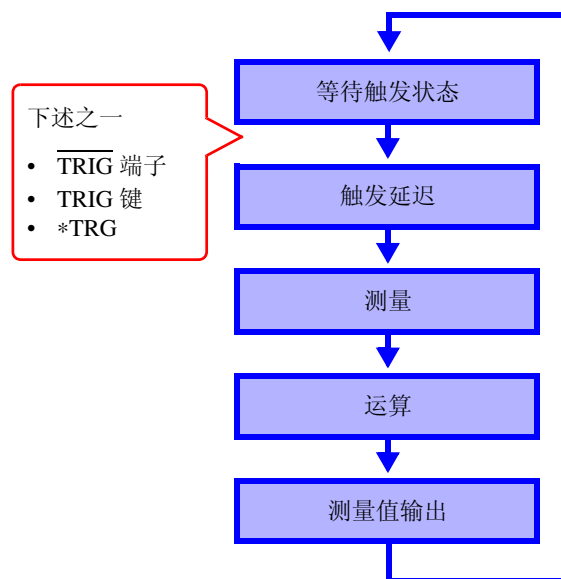 等待触发状态
下述之一
• TRIG 端子
• TRIG 键
• *TRG
触发延迟
测量
运算
测量值输出